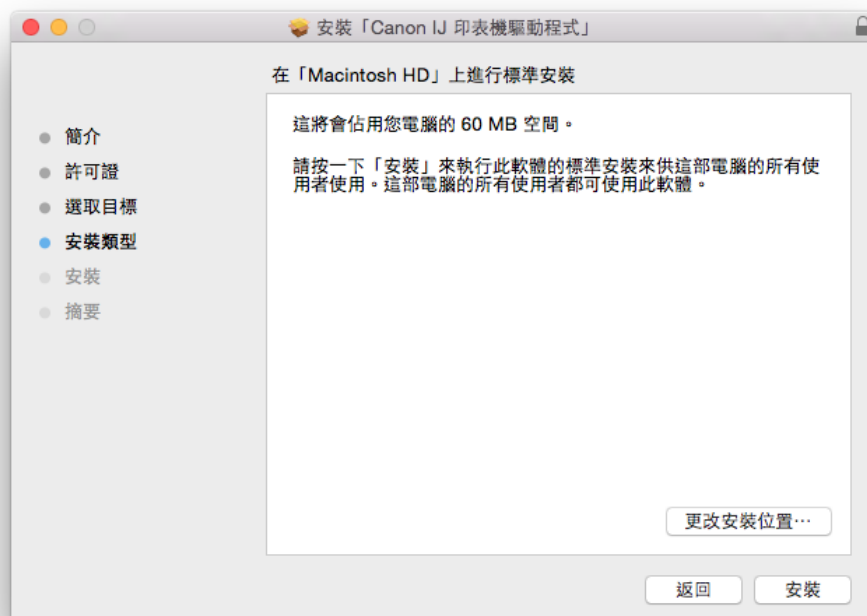 安裝「Canon IJ 印表機驅動程式」
在「Macintosh HD」上進行標準安裝
簡介
許可證
選取目標
安裝類型
安裝
摘要
這將會佔用您電腦的 60 MB 空間。
請按一下「安裝」來執行此軟體的標準安裝來供這部電腦的所有使
用者使用。這部電腦的所有使用者都可使用此軟體。
更改安裝位置⋯
返回
安裝